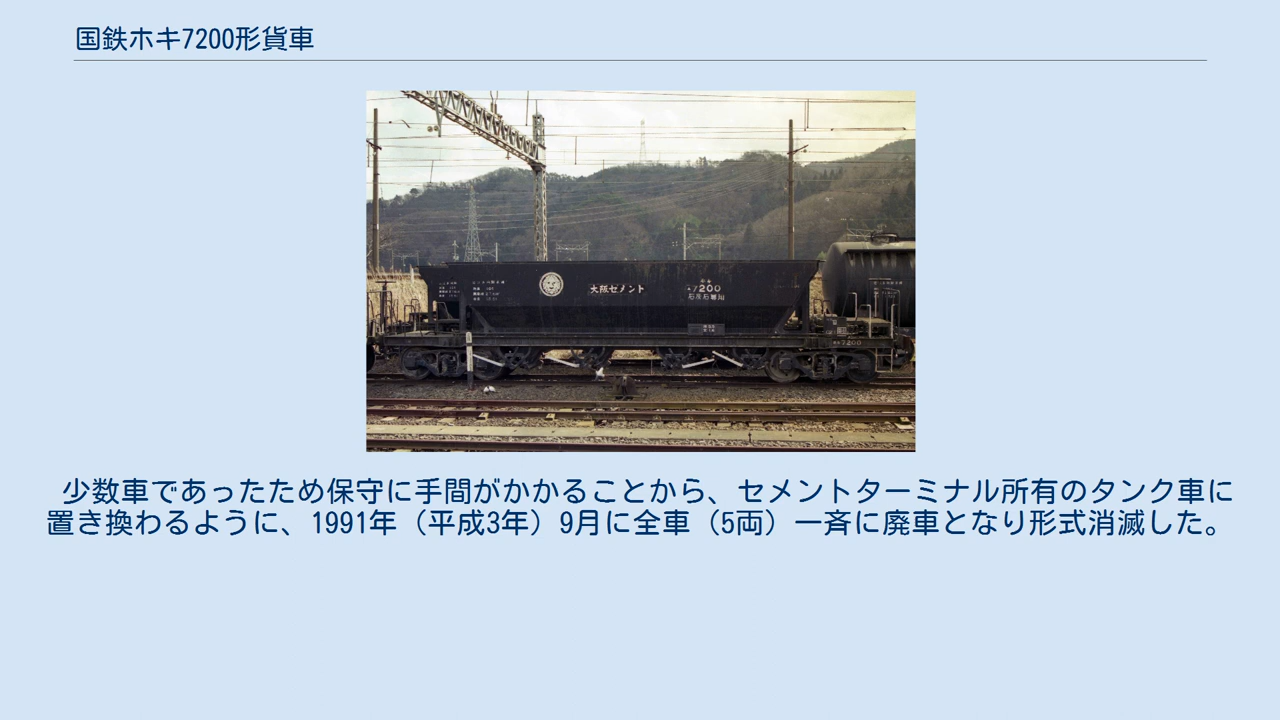 国鉄ホキ7200形貨車
大阪セメント
7200
7200
少数車であったため保守に手間がかかることから、セメントターミナル所有のタンク車に
置き換わるように、1991年（平成3年）9月に全車（5両）一斉に廃車となり形式消滅した。